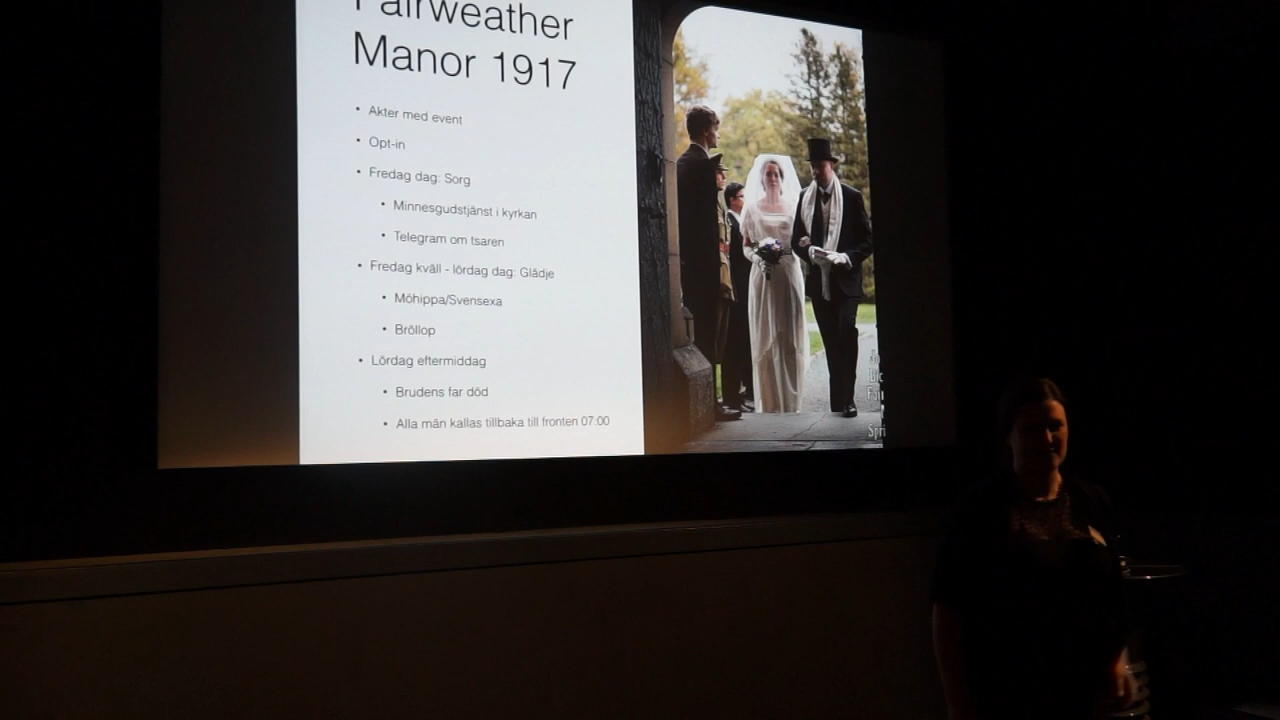 Fairweather
Manor 1917
• Akter med event
• Opt-in
• Fredag dag: Sorg
• Minnesgudstjänst i kyrkan
• Telegram om tsaren
• Fredag kväll - lördag dag: Glädje
• Möhippa/Svensexa
• Bröllop
• Lördag eftermiddag
• Brudens far död
• Alla män kallas tillbaka till fronten 07:00